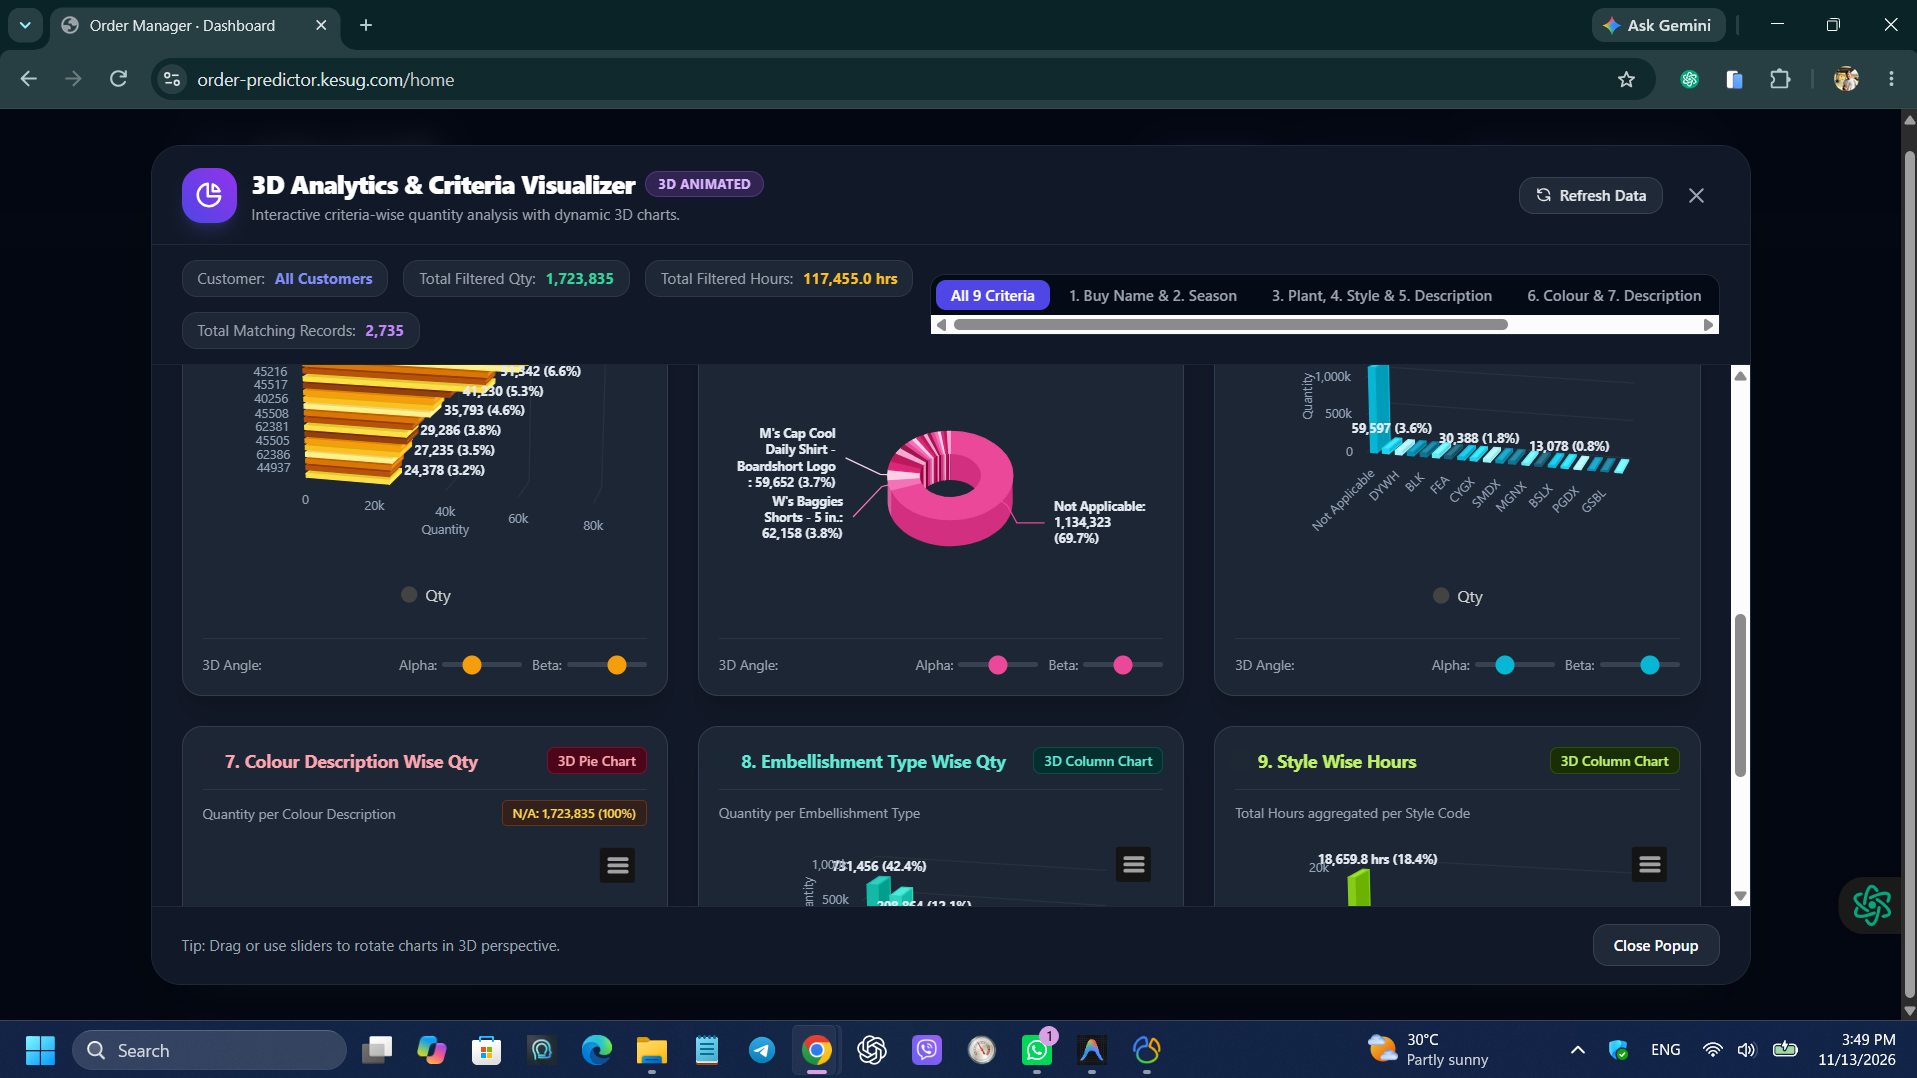 Order Manager · Dashboard
Ask Gemini
order-predictor.kesug.com/home
3D Analytics & Criteria Visualizer
3D ANIMATED
Interactive criteria-wise quantity analysis with dynamic 3D charts.
Refresh Data
Customer: All Customers
Total Filtered Qty: 1,723,835
Total Filtered Hours: 117,455.0 hrs
Total Matching Records: 2,735
All 9 Criteria
1. Buy Name & 2. Season
3. Plant, 4. Style & 5. Description
6. Colour & 7. Description
45216
45517
40256
45508
62381
45505
62386
44937
51,342 (6.6%)
41,230 (5.3%)
35,793 (4.6%)
29,286 (3.8%)
27,235 (3.5%)
24,378 (3.2%)
0
20k
40k
60k
80k
Quantity
Qty
3D Angle:
Alpha:
Beta:
M's Cap Cool
Daily Shirt -
Boardshort Logo
: 59,652 (3.7%)
W's Baggies
Shorts - 5 in.:
62,158 (3.8%)
Not Applicable:
1,134,323
(69.7%)
3D Angle:
Alpha:
Beta:
Quantity
1,000k
500k
0
59,597 (3.6%)
30,388 (1.8%)
13,078 (0.8%)
Not Applicable
DYWH
BLK
FEA
CYGX
SMDX
MGNX
BSLX
PGDX
GSBL
Qty
3D Angle:
Alpha:
Beta:
7. Colour Description Wise Qty
3D Pie Chart
Quantity per Colour Description
N/A: 1,723,835 (100%)
8. Embellishment Type Wise Qty
3D Column Chart
Quantity per Embellishment Type
731,456 (42.4%)
500k
9. Style Wise Hours
3D Column Chart
Total Hours aggregated per Style Code
18,659.8 hrs (18.4%)
20k
Tip: Drag or use sliders to rotate charts in 3D perspective.
Close Popup
Search
1
30°C
Partly sunny
ENG
3:49 PM
11/13/2026